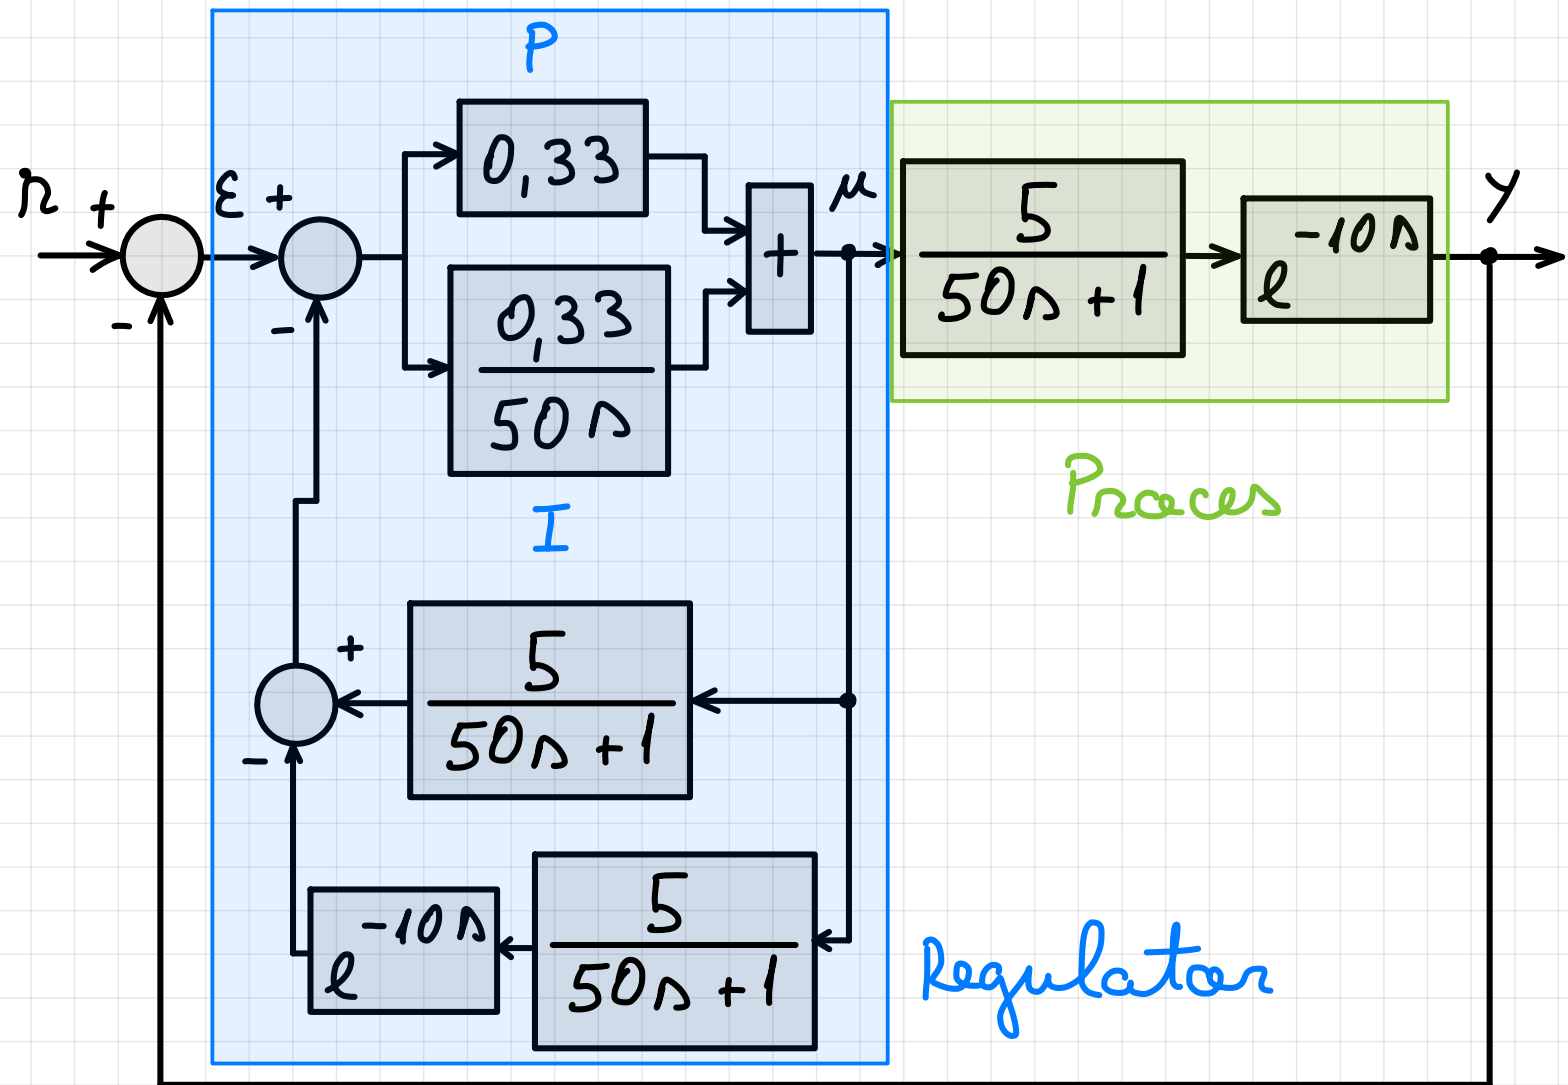 P
0,33
r + ε +
μ
5
50s+1
e^-10s
y
+
-
-
0,33
50s
I
Proces
+
5
50s+1
-
e^-10s
5
50s+1
Regulator